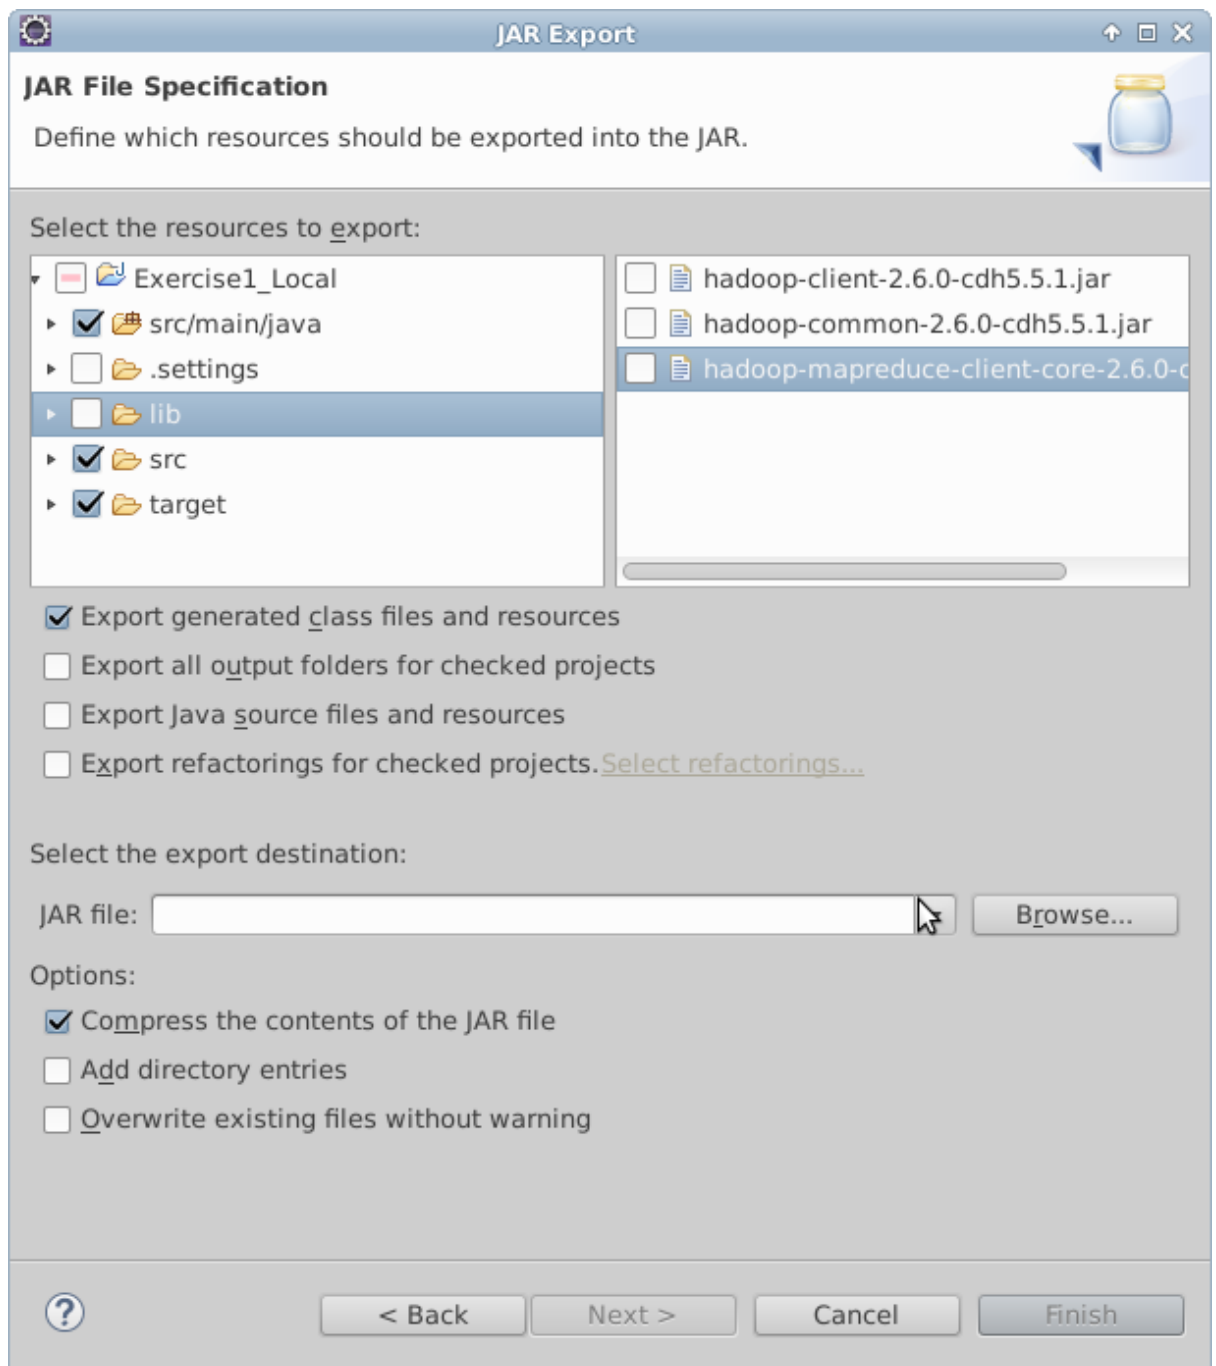 JAR Export
JAR File Specification
Define which resources should be exported into the JAR.
Select the resources to export:
Exercise1_Local
src/main/java
.settings
lib
src
target
hadoop-client-2.6.0-cdh5.5.1.jar
hadoop-common-2.6.0-cdh5.5.1.jar
hadoop-mapreduce-client-core-2.6.0-c
Export generated class files and resources
Export all output folders for checked projects
Export Java source files and resources
Export refactorings for checked projects. Select refactorings...
Select the export destination:
JAR file: Browse...
Options:
Compress the contents of the JAR file
Add directory entries
Overwrite existing files without warning
? < Back Next > Cancel Finish